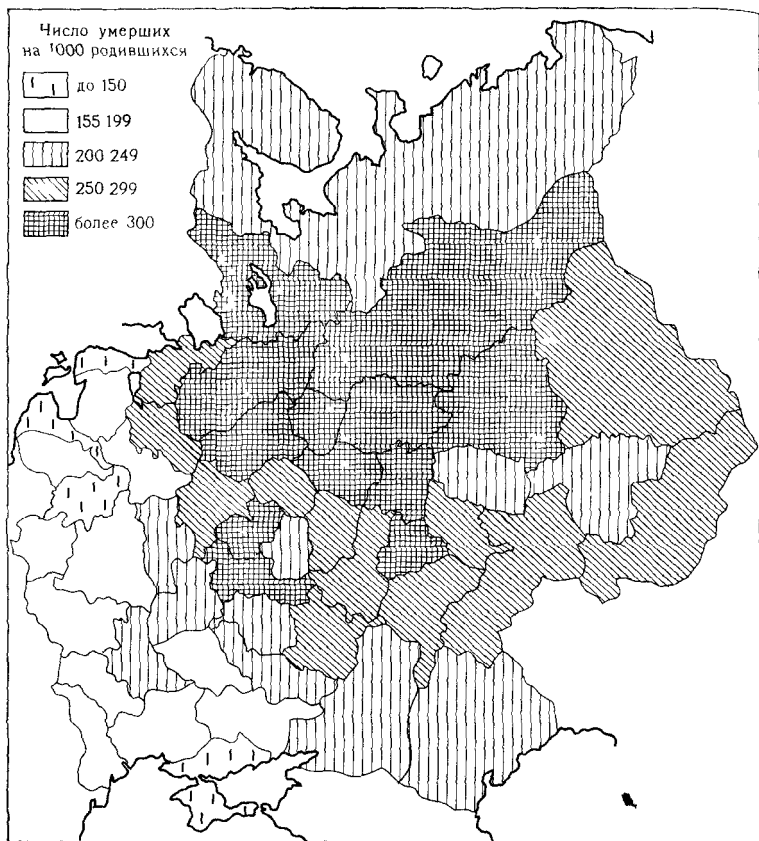 Число умерших
на 1000 родившихся
до 150
155 199
200 249
250 299
более 300